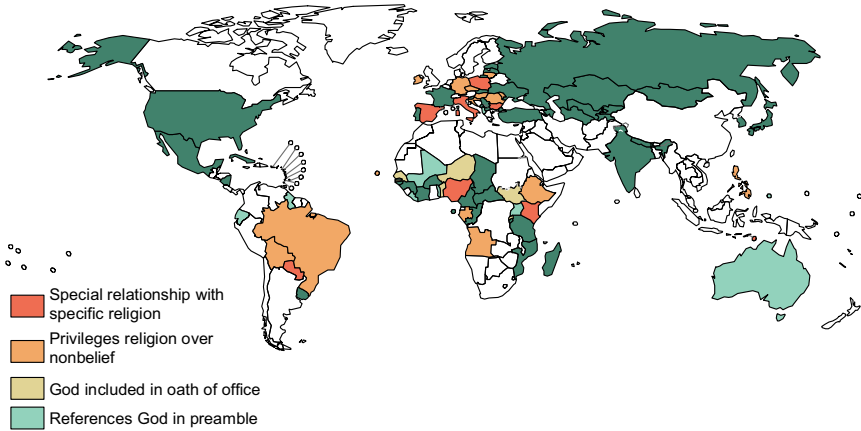 Special relationship with
specific religion
Privileges religion over
nonbelief
God included in oath of office
References God in preamble